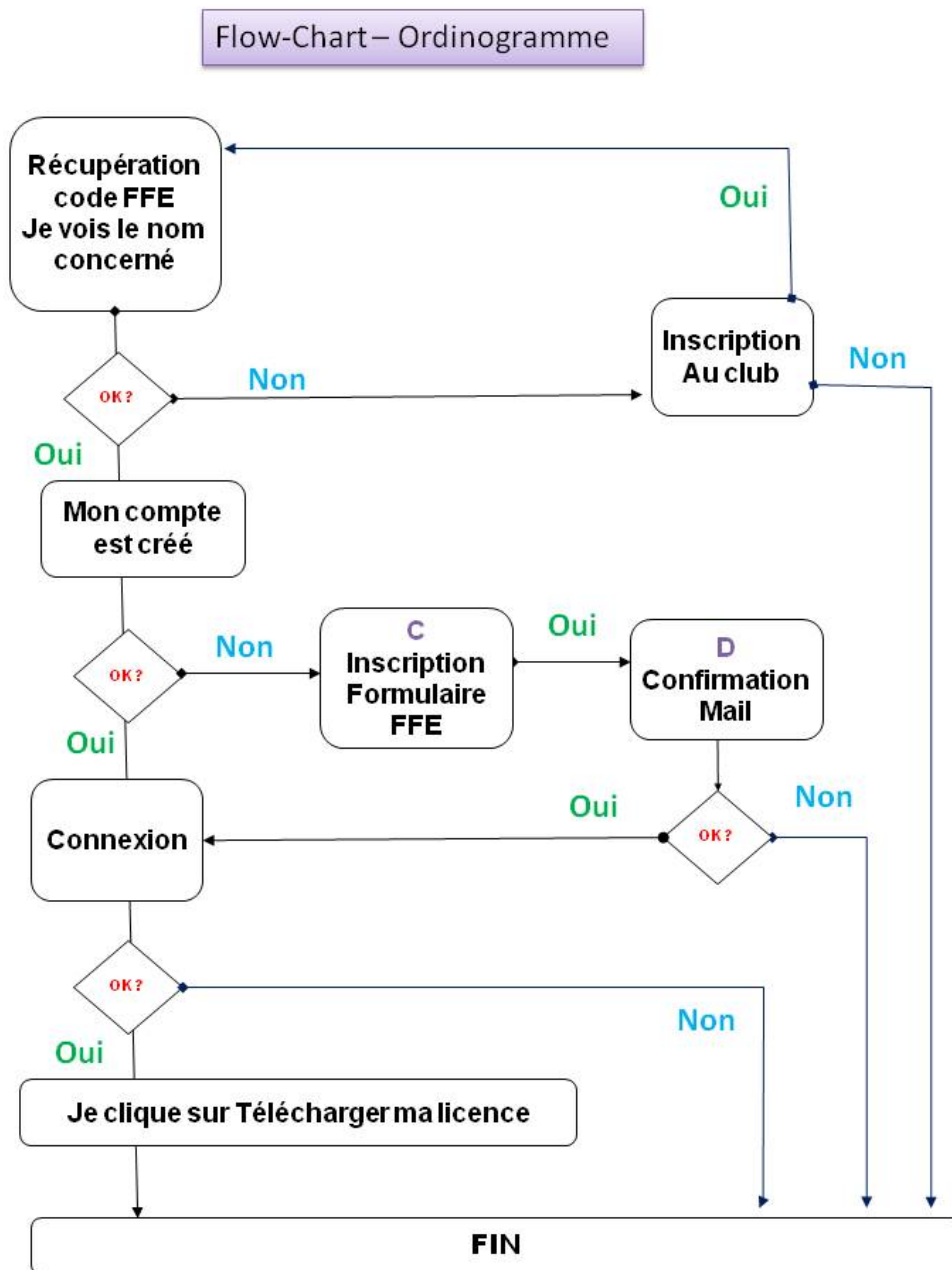 Flow-Chart – Ordinogramme
Récupération
code FFE
Je vois le nom
concerné
Oui
Inscription
Au club
Non
OK?
Non
Oui
Mon compte
est créé
OK?
Non
C
Inscription
Formulaire
FFE
Oui
D
Confirmation
Mail
Oui
Connexion
Oui
OK?
Non
OK?
Non
Oui
Je clique sur Télécharger ma licence
FIN